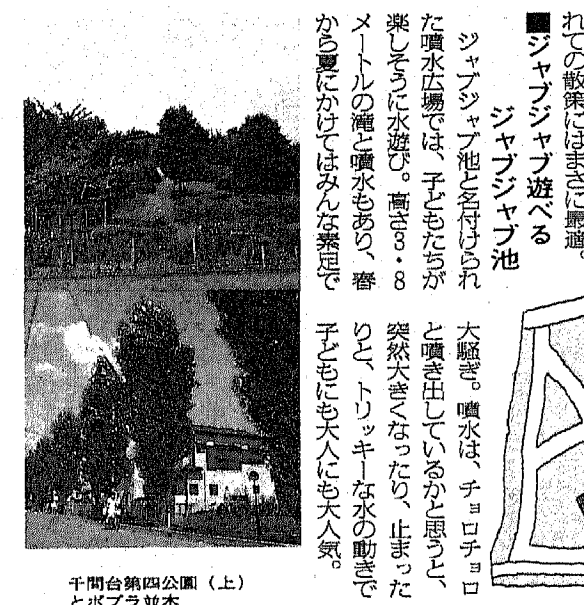 れての散策にはまさに最適。
■ジャブジャブ遊べる
ジャブジャブ池
ジャブジャブ池と名付けられ
た噴水広場では、子どもたちが
楽しそうに水遊び。高さ3・8
メートルの滝と噴水もあり、春
から夏にかけてはみんな素足で
大騒ぎ。噴水は、チョロチョロ
と噴き出しているかと思うと、
突然大きくなったり、止まった
りと、トリッキーな水の動きで
子どもにも大人にも大人気。
千間台第四公園(上)
とポプラ並木